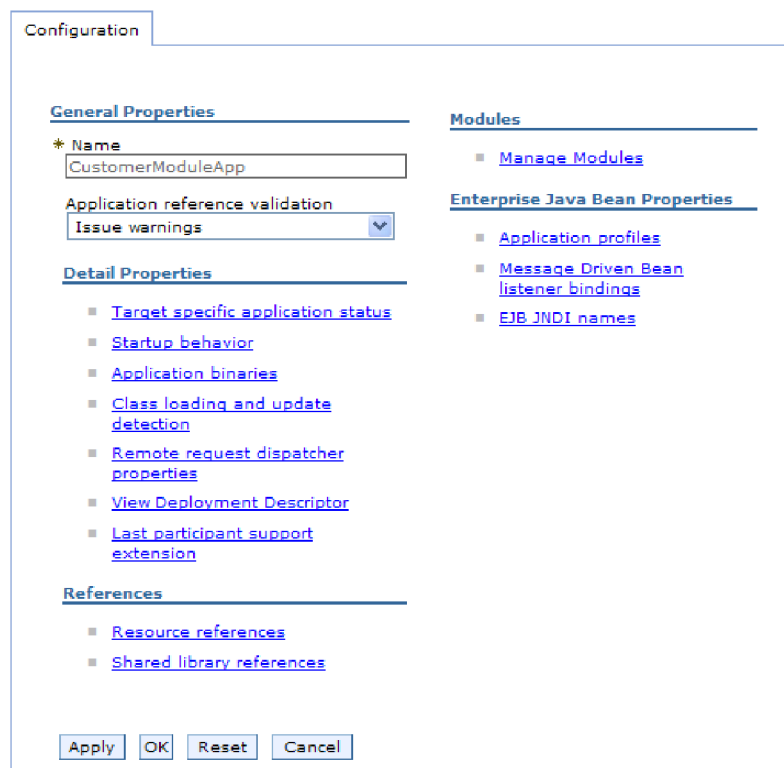 Configuration
General Properties
* Name
CustomerModuleApp
Application reference validation
Issue warnings
Detail Properties
Target specific application status
Startup behavior
Application binaries
Class loading and update
detection
Remote request dispatcher
properties
View Deployment Descriptor
Last participant support
extension
References
Resource references
Shared library references
Modules
Manage Modules
Enterprise Java Bean Properties
Application profiles
Message Driven Bean
listener bindings
EJB JNDI names
Apply OK Reset Cancel